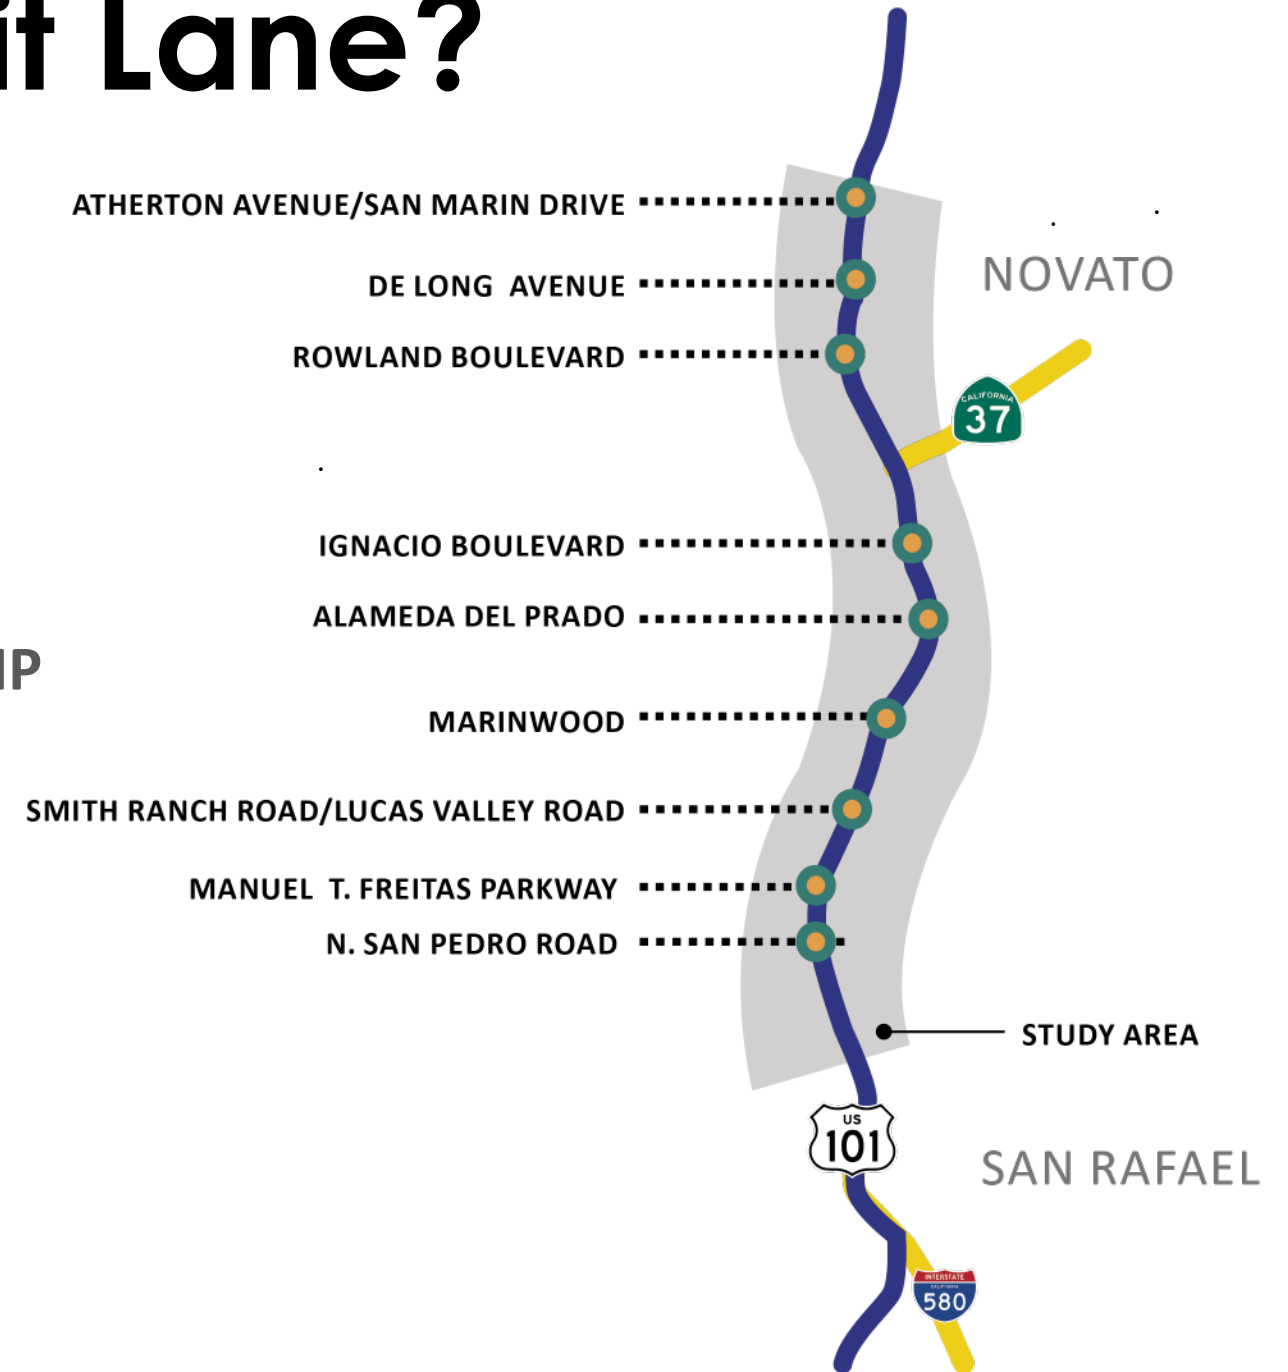 it Lane?
ATHERTON AVENUE/SAN MARIN DRIVE
DE LONG AVENUE
NOVATO
ROWLAND BOULEVARD
CALIFORNIA
37
IGNACIO BOULEVARD
ALAMEDA DEL PRADO
IP
MARINWOOD
SMITH RANCH ROAD/LUCAS VALLEY ROAD
MANUEL T. FREITAS PARKWAY
N. SAN PEDRO ROAD
STUDY AREA
US
101
SAN RAFAEL
INTERSTATE
CALIFORNIA
580